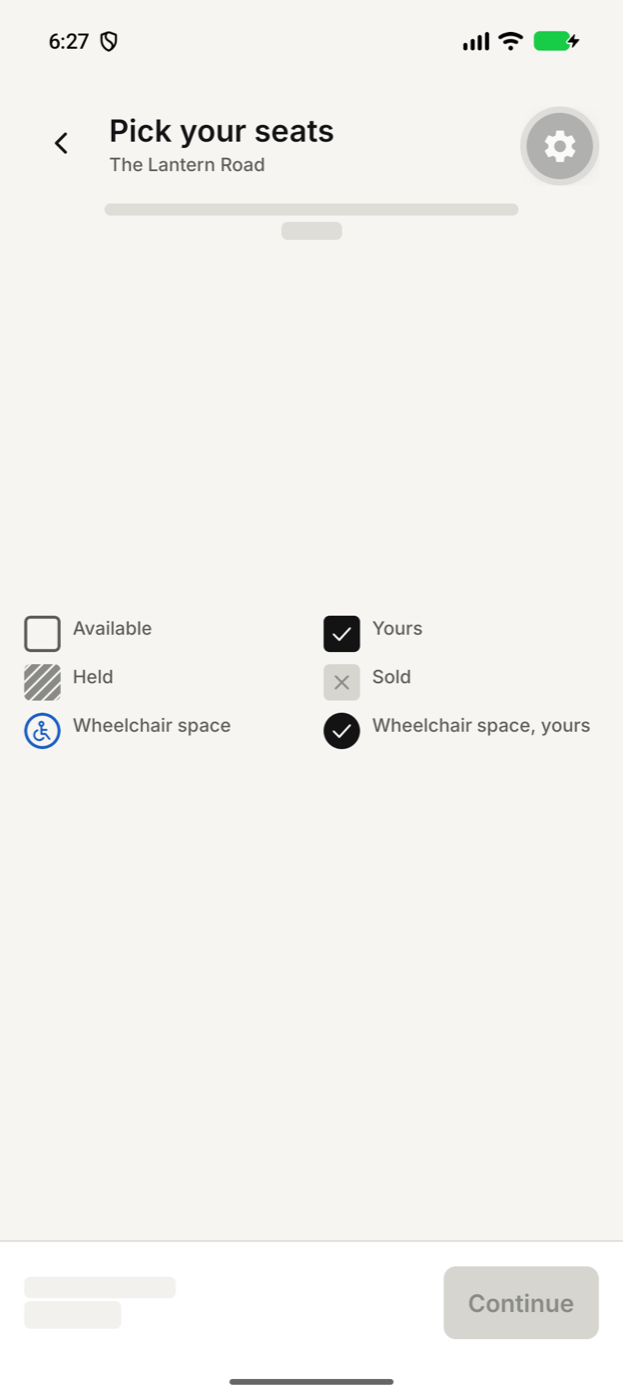 6:27
Pick your seats
The Lantern Road
Available
Yours
Held
Sold
Wheelchair space
Wheelchair space, yours
Continue